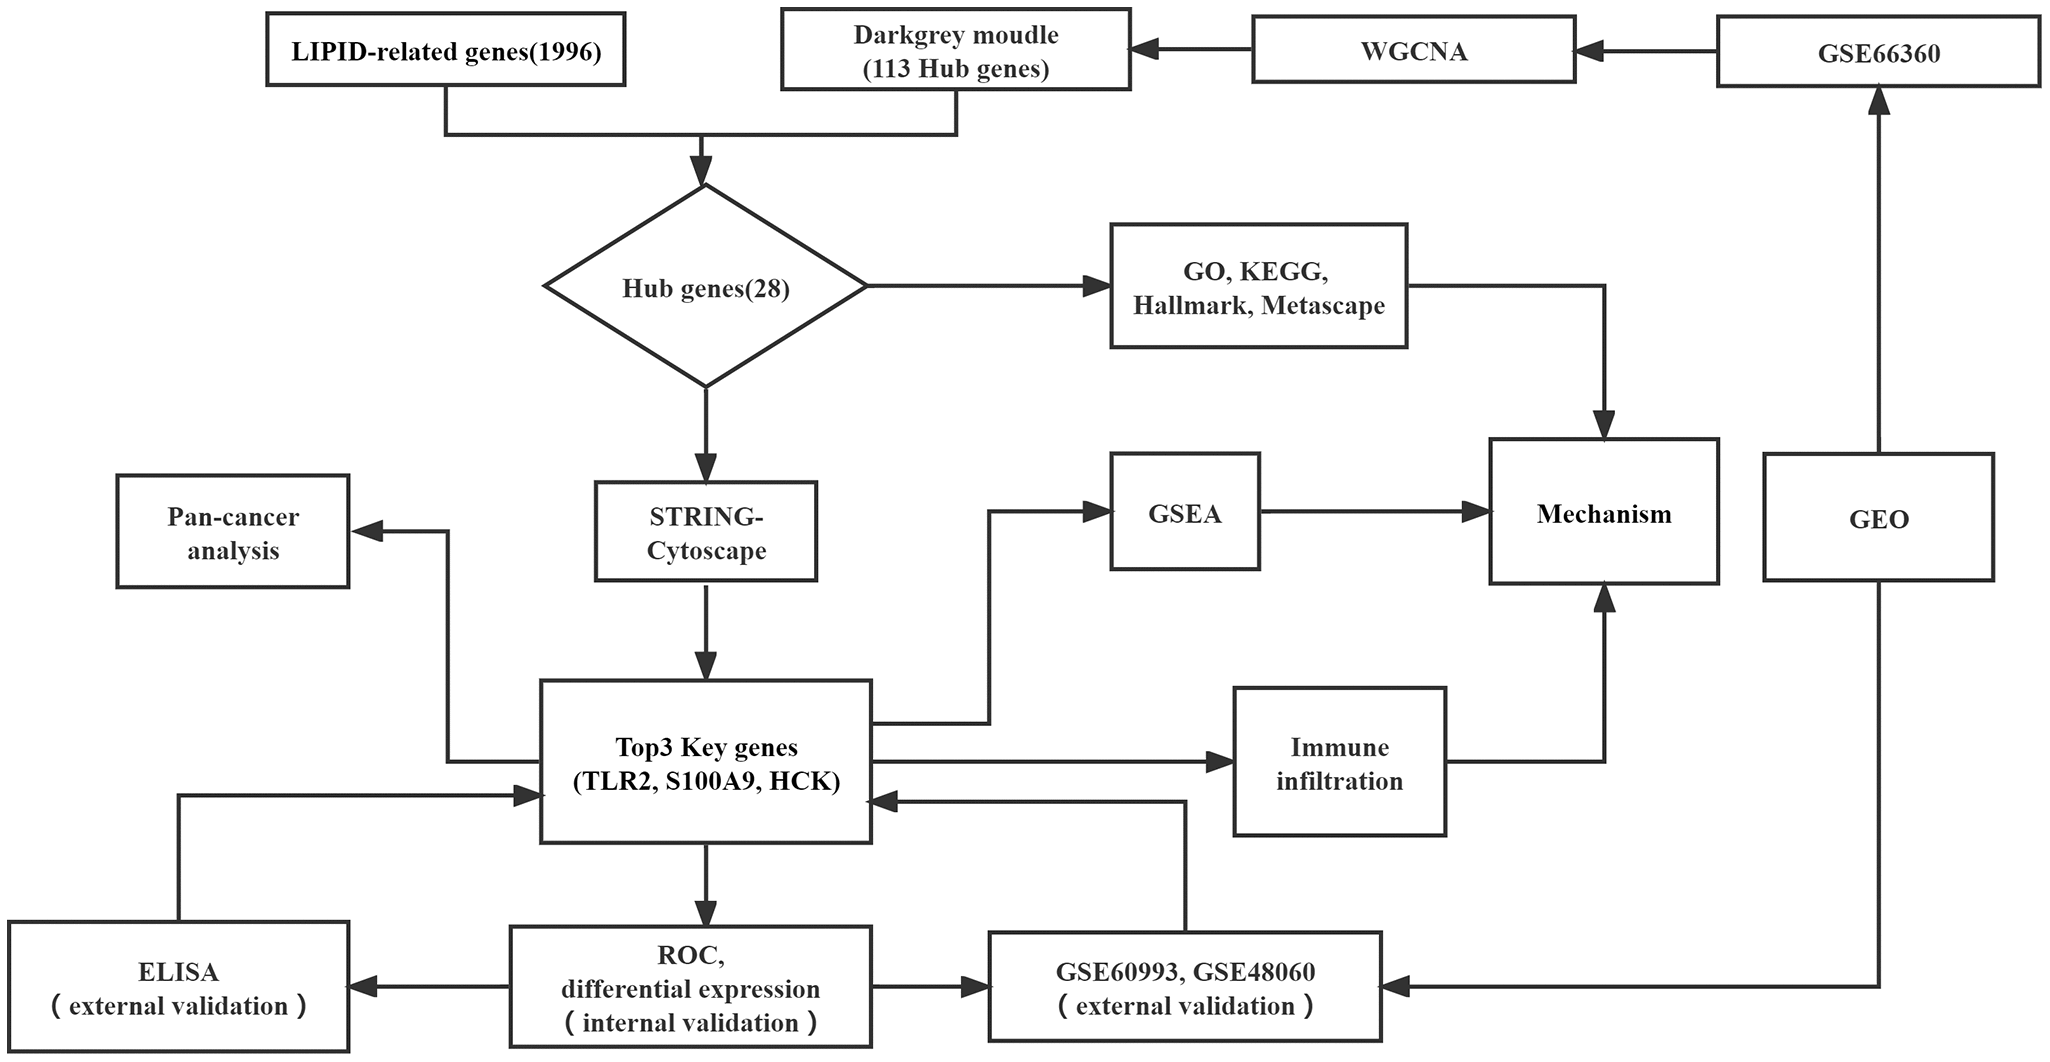 LIPID-related genes(1996)
Darkgrey moudle
(113 Hub genes)
WGCNA
GSE66360
Hub genes(28)
GO, KEGG,
Hallmark, Metascape
Pan-cancer
analysis
STRING-
Cytoscape
GSEA
Mechanism
GEO
Top3 Key genes
(TLR2, S100A9, HCK)
Immune
infiltration
ELISA
( external validation )
ROC,
differential expression
( internal validation )
GSE60993, GSE48060
( external validation )